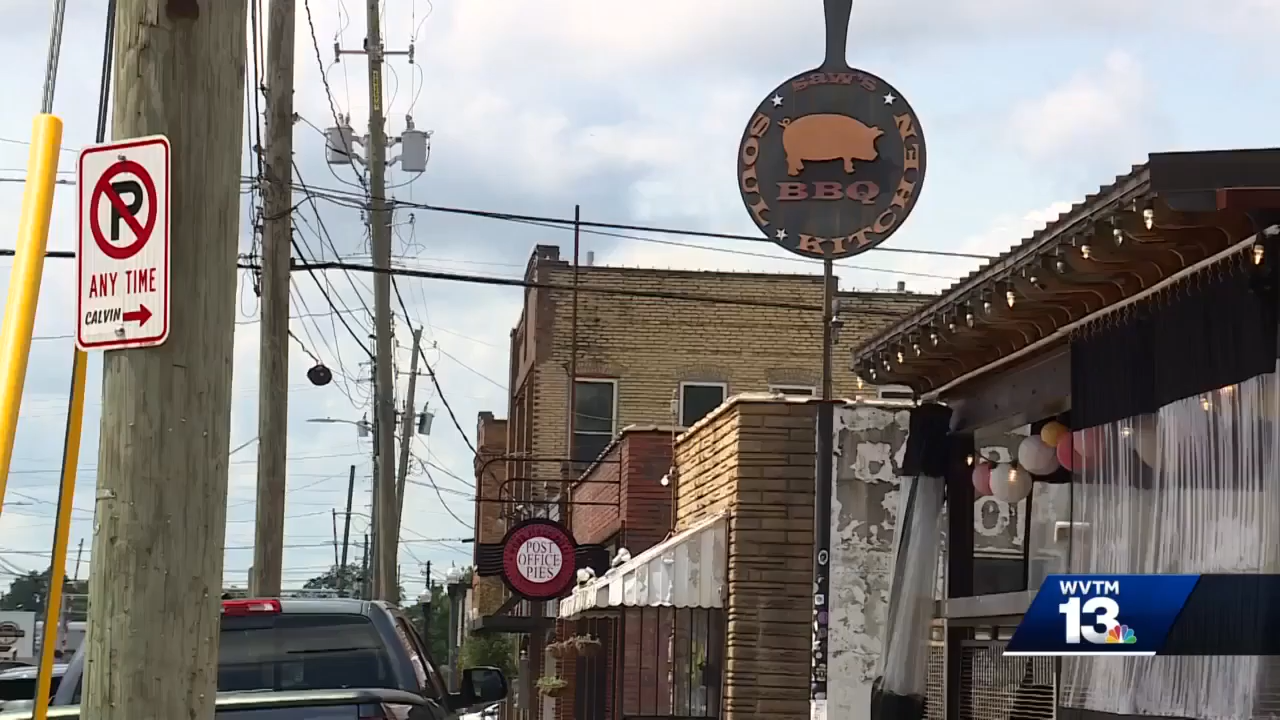 P
ANY TIME
CALVIN
SAW'S
SOUL KITCHEN
BBQ
POST
OFFICE
PIES
WVTM
13